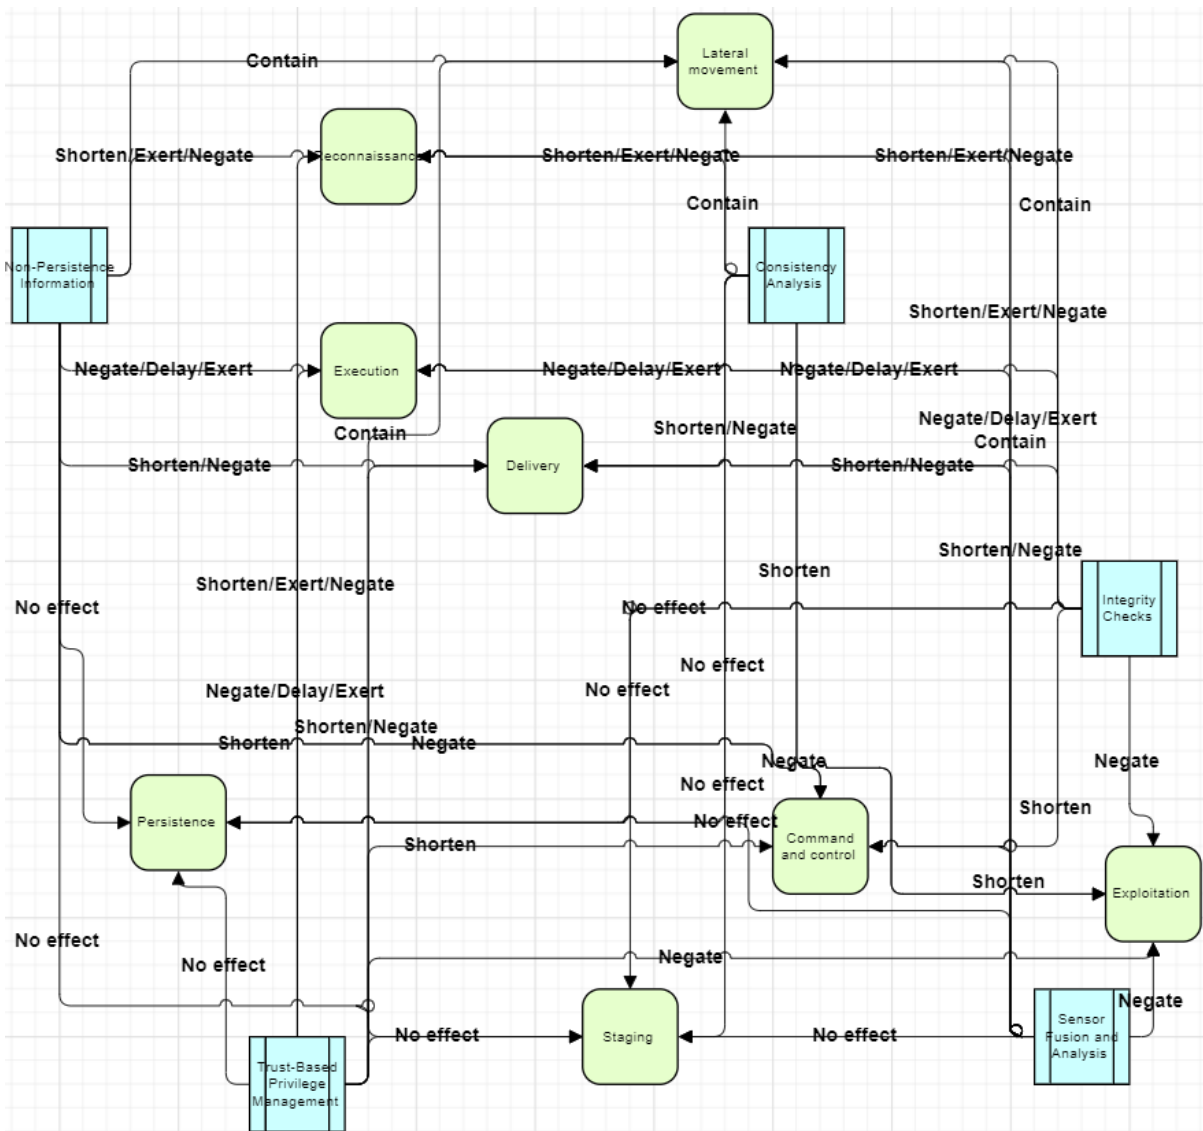 Lateral
movement
Contain
Reconnaissance
Shorten/Exert/Negate
Shorten/Exert/Negate
Shorten/Exert/Negate
Contain
Contain
Non-Persistence
Information
Consistency
Analysis
Shorten/Exert/Negate
Negate/Delay/Exert
Execution
Negate/Delay/Exert
Negate/Delay/Exert
Negate/Delay/Exert
Contain
Shorten/Negate
Contain
Shorten/Negate
Delivery
Shorten/Negate
Shorten/Negate
Shorten
Shorten/Exert/Negate
No effect
No effect
Integrity
Checks
No effect
No effect
Negate/Delay/Exert
Shorten/Negate
Shorten
Negate
Negate
Negate
No effect
Shorten
Persistence
No effect
Shorten
Command
and control
Shorten
Exploitation
No effect
No effect
Negate
Negate
No effect
Staging
No effect
Sensor
Fusion and
Analysis
Trust-Based
Privilege
Management